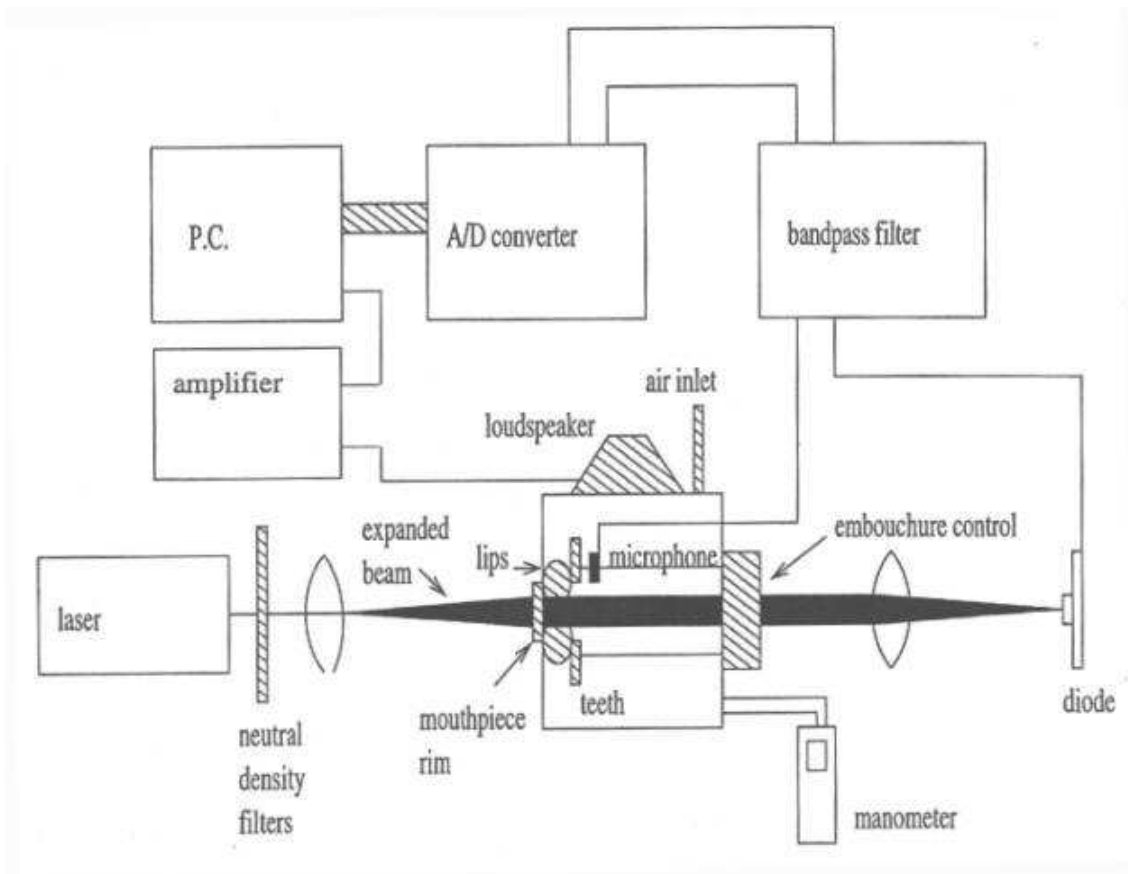 P.C.
A/D converter
bandpass filter
amplifier
air inlet
loudspeaker
expanded
beam
lips
microphone
embouchure control
laser
teeth
mouthpiece
rim
diode
neutral
density
filters
manometer